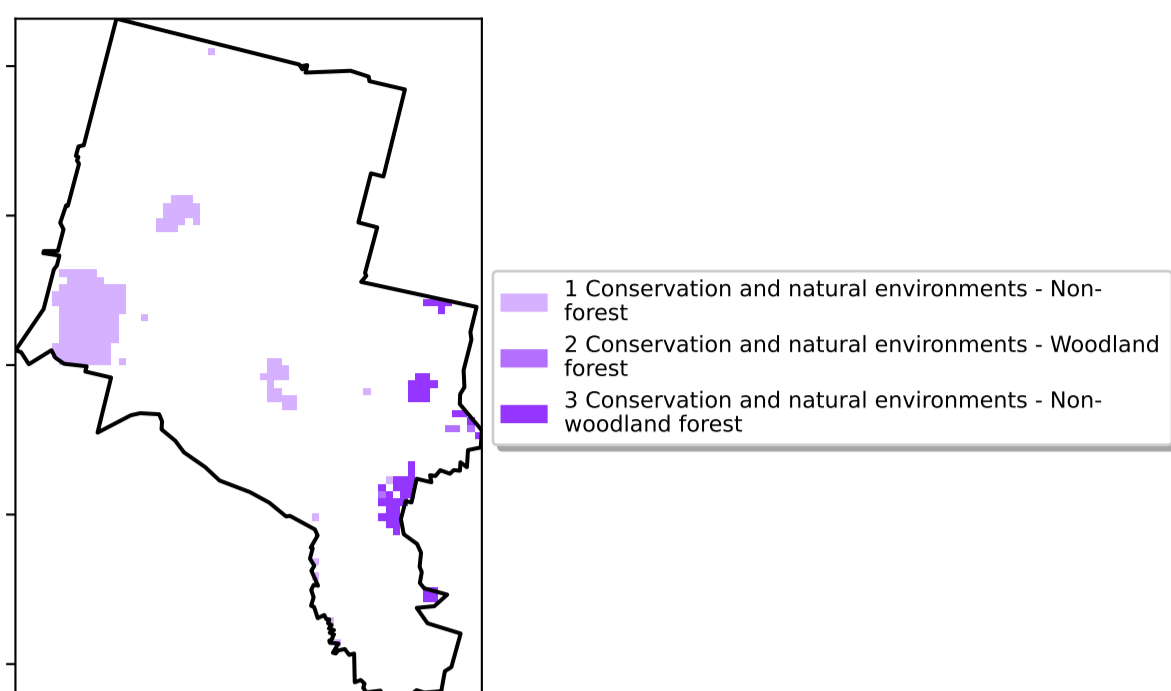 1 Conservation and natural environments - Non-
forest
2 Conservation and natural environments - Woodland
forest
3 Conservation and natural environments - Non-
woodland forest